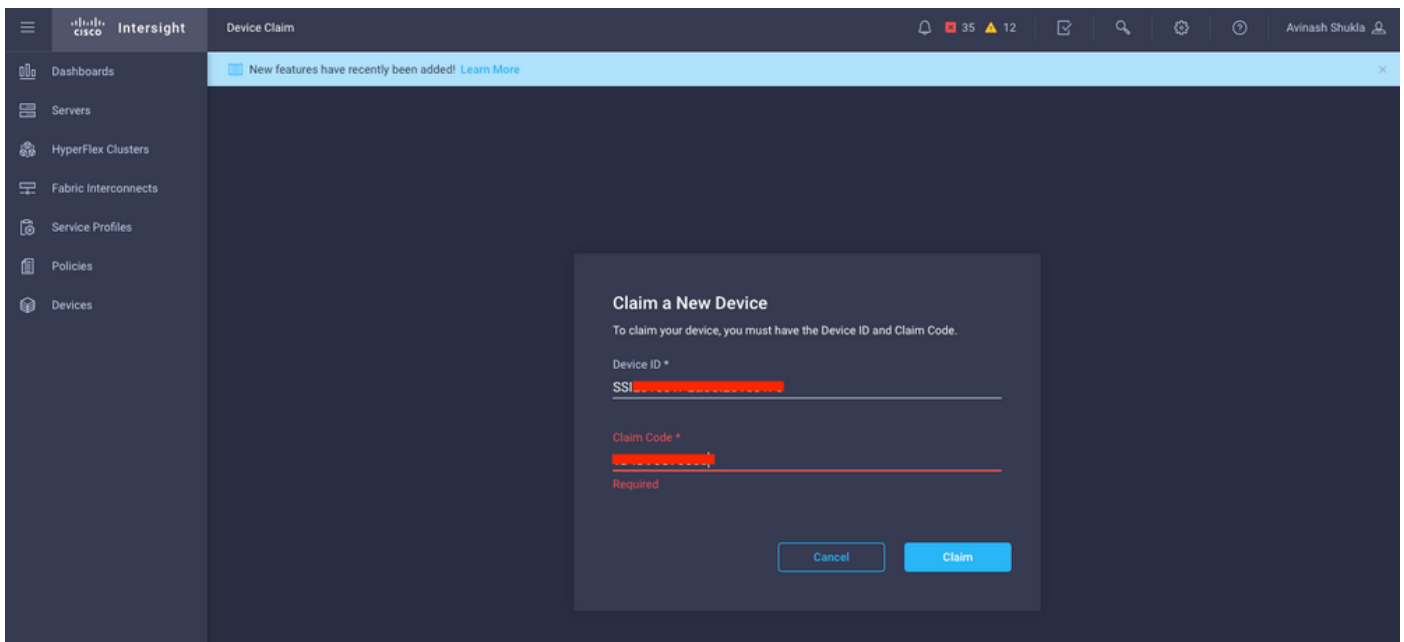 cisco Intersight
Device Claim
35 12
Avinash Shukla
Dashboards
New features have recently been added! Learn More
Servers
HyperFlex Clusters
Fabric Interconnects
Service Profiles
Policies
Devices
Claim a New Device
To claim your device, you must have the Device ID and Claim Code.
Device ID *
SSI
Claim Code *
Required
Cancel Claim